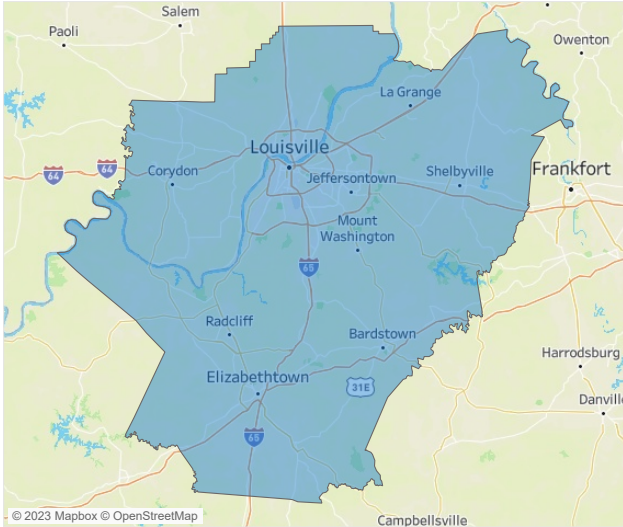 Paoli
Salem
Owenton
La Grange
Louisville
64
64
Corydon
Jeffersontown
Shelbyville
Frankfort
Mount
Washington
65
Radcliff
Bardstown
Harrodsburg
Elizabethtown
31E
Danville
65
© 2023 Mapbox © OpenStreetMap
Campbellsville